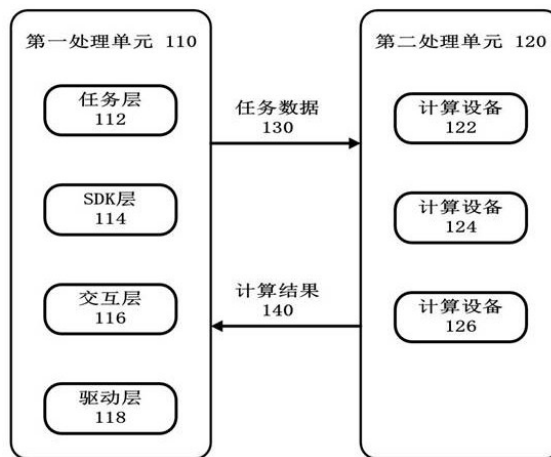 第一处理单元 110
任务层
112
SDK层
114
交互层
116
驱动层
118
任务数据
130
计算结果
140
第二处理单元 120
计算设备
122
计算设备
124
计算设备
126